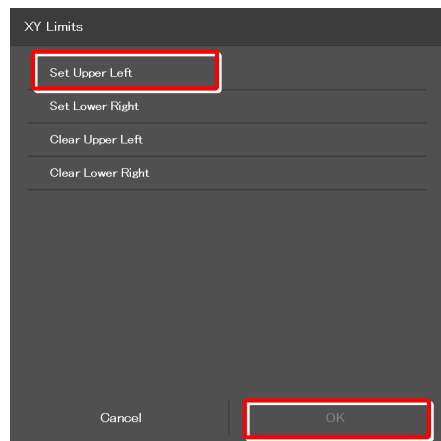 XY Limits
Set Upper Left
Set Lower Right
Clear Upper Left
Clear Lower Right
Cancel
OK